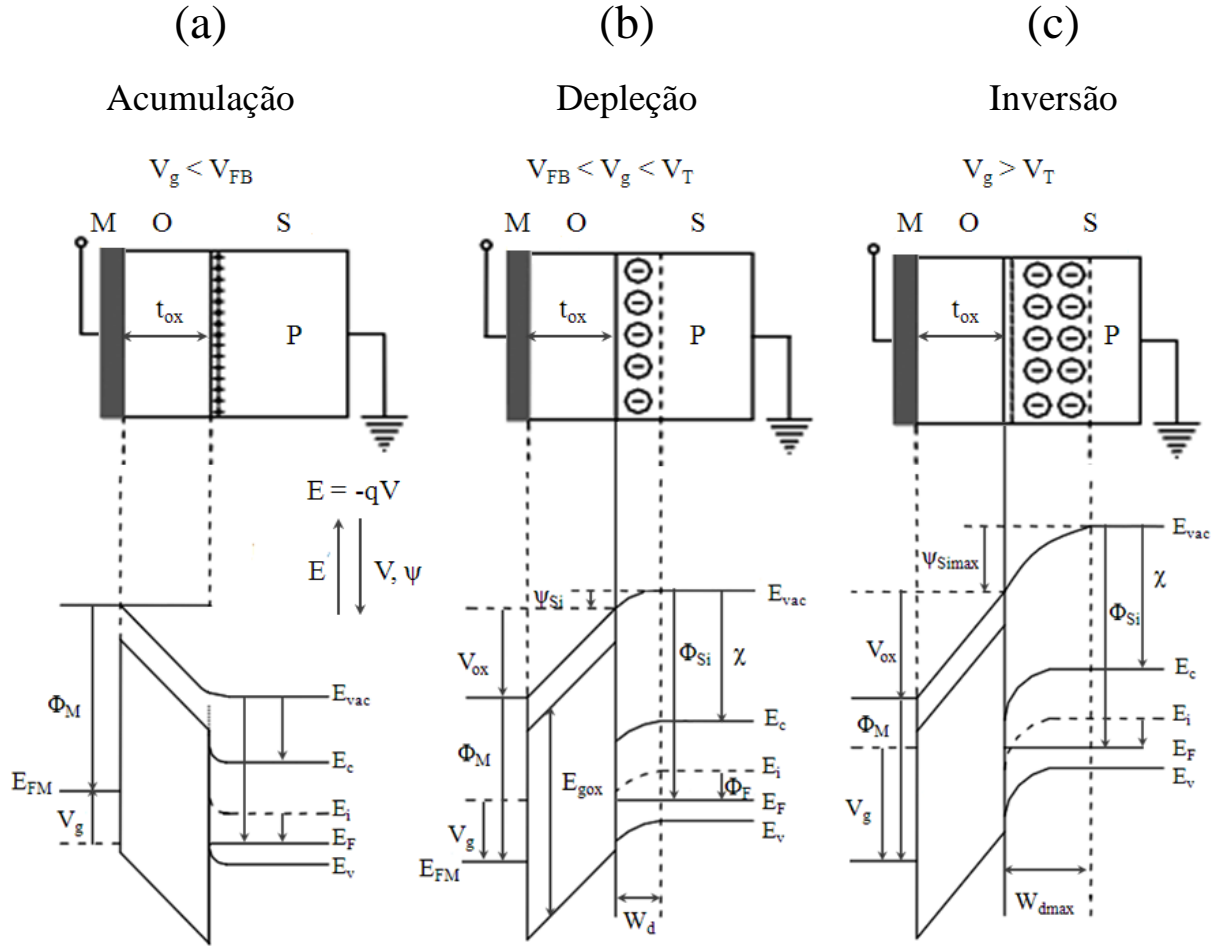 (a)
Acumulação
V_g < V_FB
M O S
t_ox
P
E = -qV
E
V, ψ
Φ_M
E_FM
V_g
E_vac
E_c
E_i
E_F
E_v
(b)
Depleção
V_FB < V_g < V_T
M O S
t_ox
P
ψ_Si
E_vac
V_ox
Φ_Si
χ
E_c
Φ_M
E_gox
E_i
Φ_F
E_F
V_g
E_v
E_FM
W_d
(c)
Inversão
V_g > V_T
M O S
t_ox
P
E_vac
ψ_Simax
χ
Φ_Si
V_ox
E_c
Φ_M
E_i
E_F
E_v
V_g
W_dmax